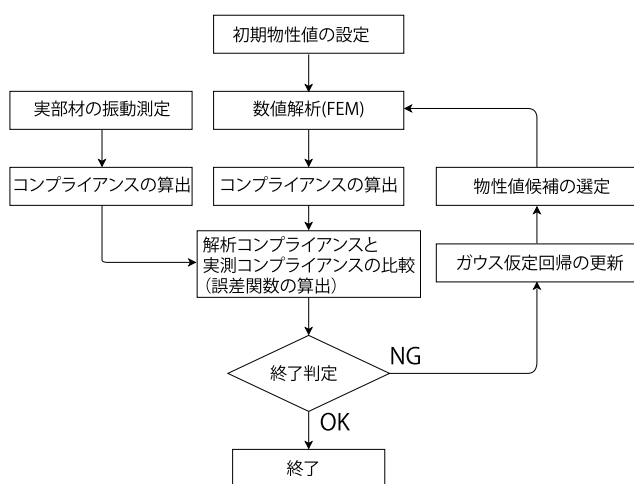 初期物性値の設定
実部材の振動測定
数値解析(FEM)
コンプライアンスの算出
コンプライアンスの算出
物性値候補の選定
解析コンプライアンスと
実測コンプライアンスの比較
(誤差関数の算出)
ガウス仮定回帰の更新
終了判定
NG
OK
終了